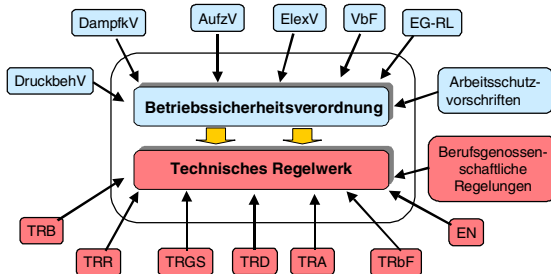 DampfkV
AufzV
ElexV
VbF
EG-RL
DruckbehV
Betriebssicherheitsverordnung
Arbeitsschutz-
vorschriften
Technisches Regelwerk
Berufsgenossen-
schaftliche
Regelungen
TRB
TRR
TRGS
TRD
TRA
TRbF
EN